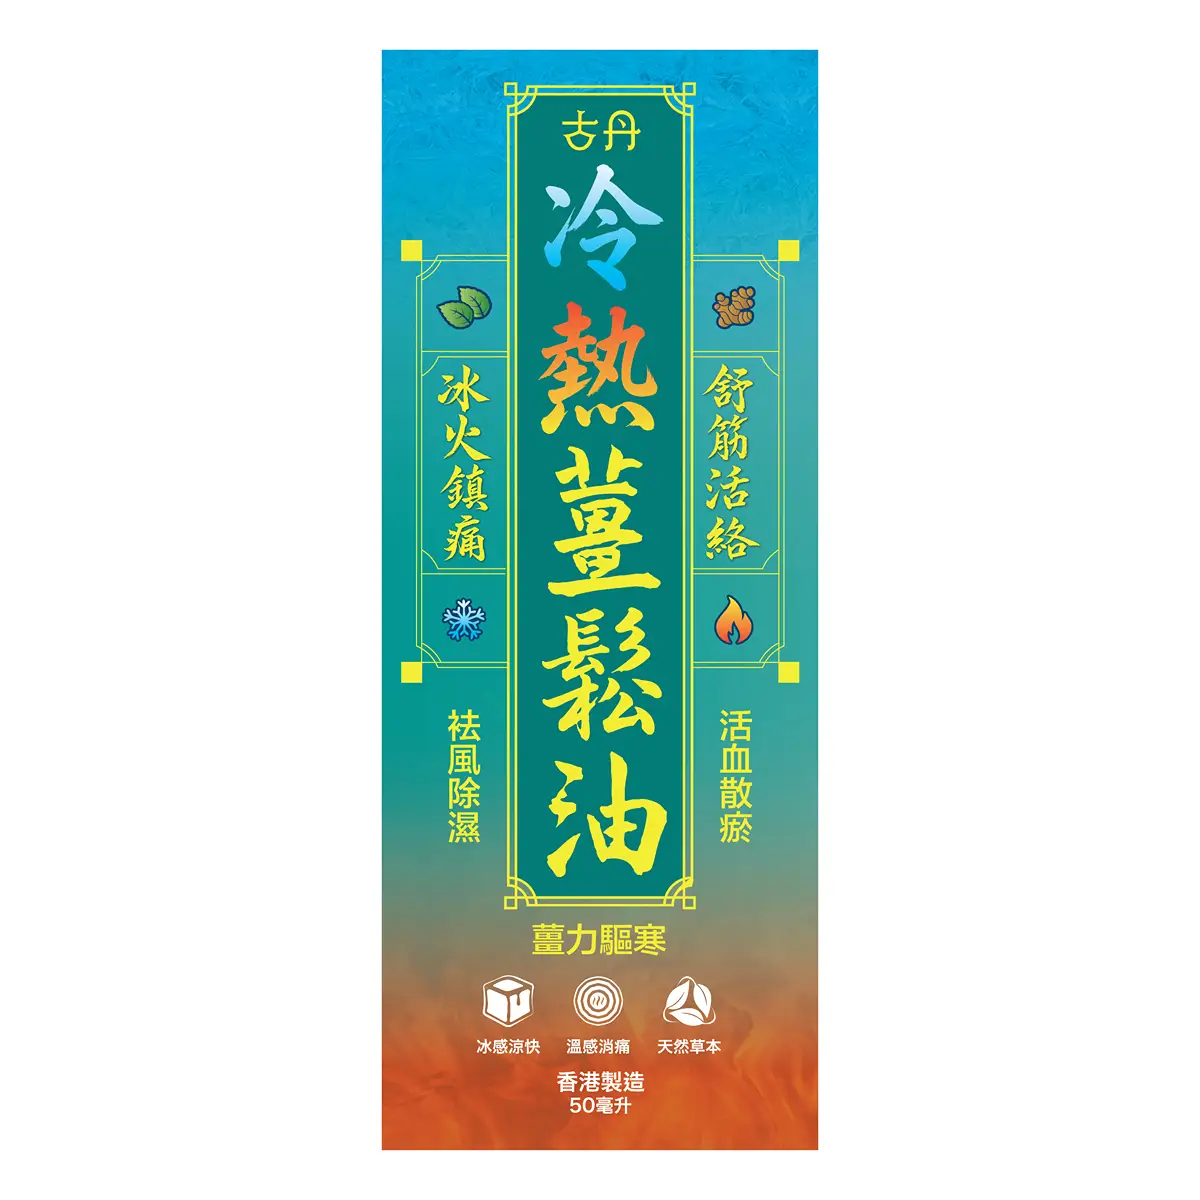 古丹
冷熱薑鬆油
舒筋活絡
冰火鎮痛
活血散瘀
祛風除濕
薑力驅寒
冰感涼快
溫感消痛
天然草本
香港製造
50毫升